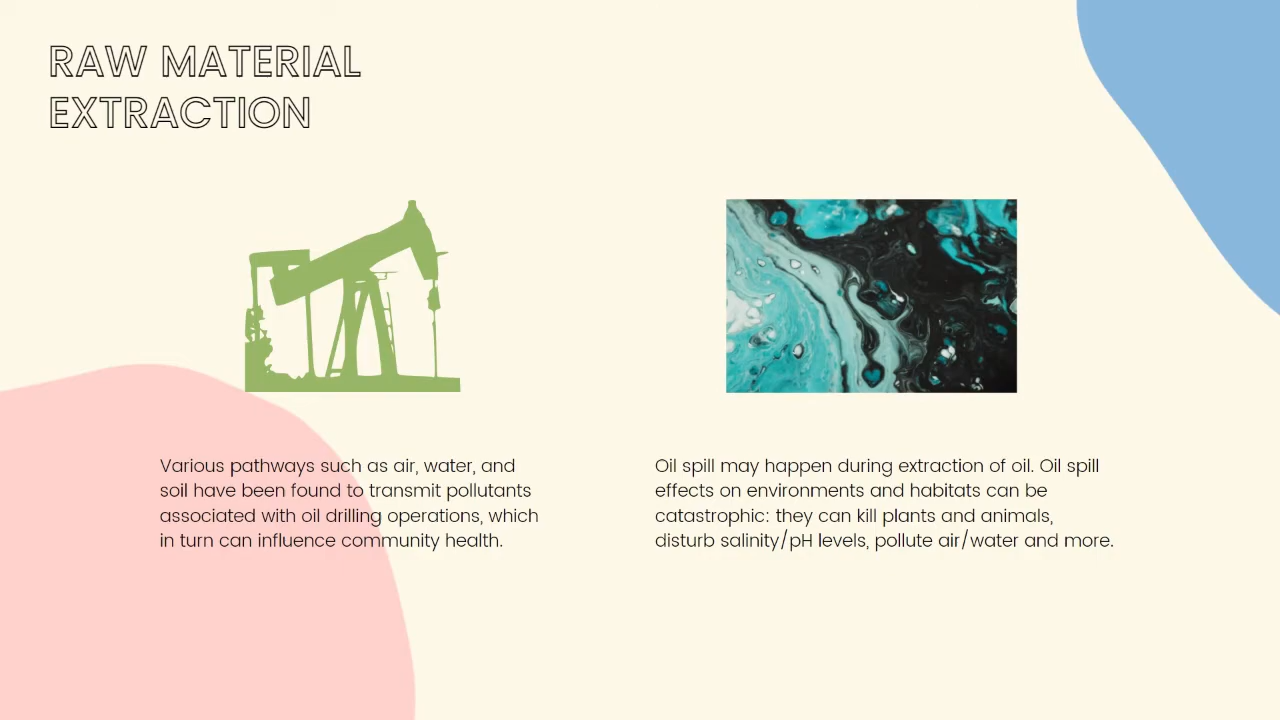 RAW MATERIAL
EXTRACTION
Various pathways such as air, water, and
soil have been found to transmit pollutants
associated with oil drilling operations, which
in turn can influence community health.
Oil spill may happen during extraction of oil. Oil spill
effects on environments and habitats can be
catastrophic: they can kill plants and animals,
disturb salinity/pH levels, pollute air/water and more.